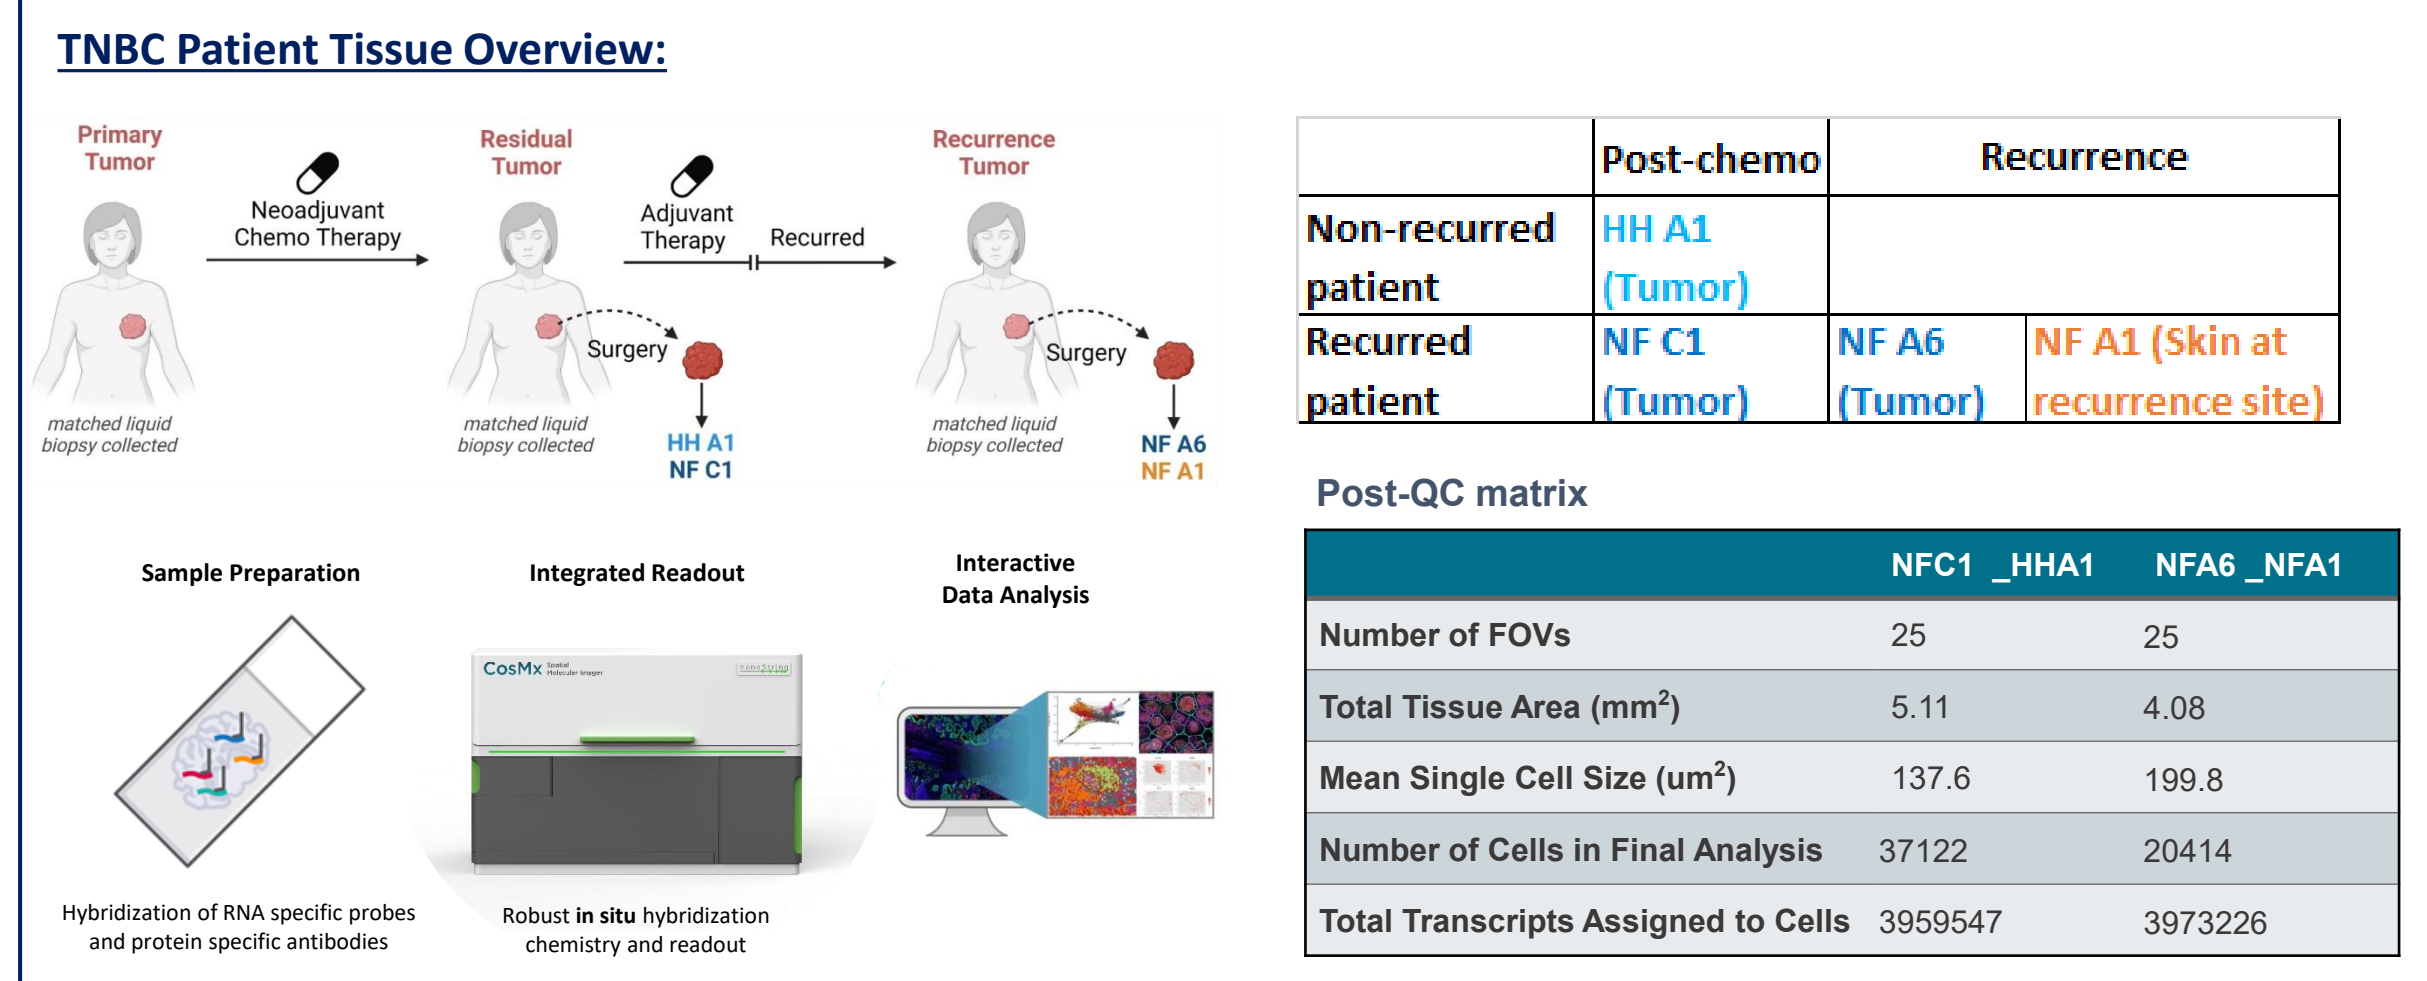 TNBC Patient Tissue Overview:
Primary
Tumor
Neoadjuvant
Chemo Therapy
Residual
Tumor
Adjuvant
Therapy
Recurred
Recurrence
Tumor
Surgery
Surgery
matched liquid
biopsy collected
matched liquid
biopsy collected
HH A1
NF C1
matched liquid
biopsy collected
NF A6
NF A1
Post-chemo Recurrence
Non-recurred
patient
HH A1
(Tumor)
Recurred
patient
NF C1
(Tumor)
NF A6
(Tumor)
NF A1 (Skin at
recurrence site)
Sample Preparation
Hybridization of RNA specific probes
and protein specific antibodies
Integrated Readout
CosMx Spatial
Molecular Imager
nanoString
Robust in situ hybridization
chemistry and readout
Interactive
Data Analysis
Post-QC matrix
NFC1 _HHA1 NFA6 _NFA1
Number of FOVs 25 25
Total Tissue Area (mm²) 5.11 4.08
Mean Single Cell Size (um²) 137.6 199.8
Number of Cells in Final Analysis 37122 20414
Total Transcripts Assigned to Cells 3959547 3973226